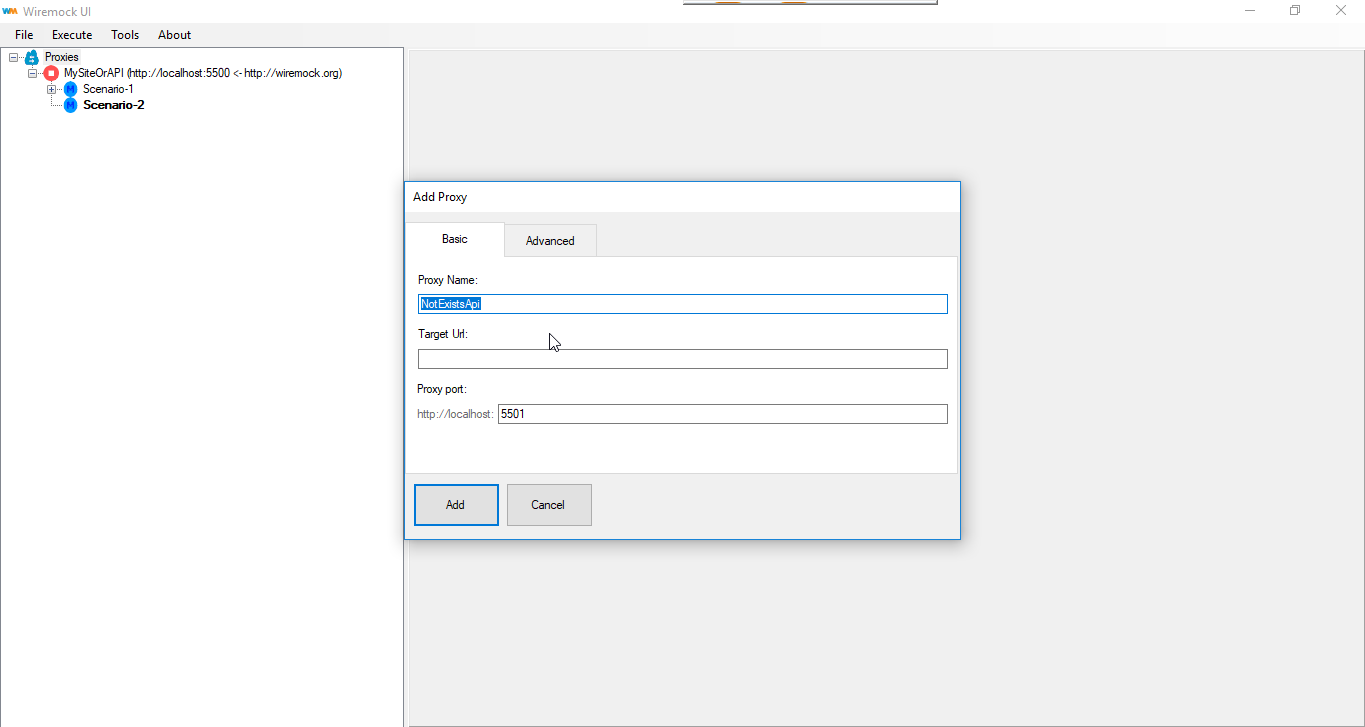 WM Wiremock UI
File Execute Tools About
Proxies
MySiteOrAPI (http://localhost:5500 <- http://wiremock.org)
M Scenario-1
M Scenario-2
Add Proxy
Basic Advanced
Proxy Name:
NotExistsApi
Target Url:
Proxy port:
http://localhost: 5501
Add Cancel